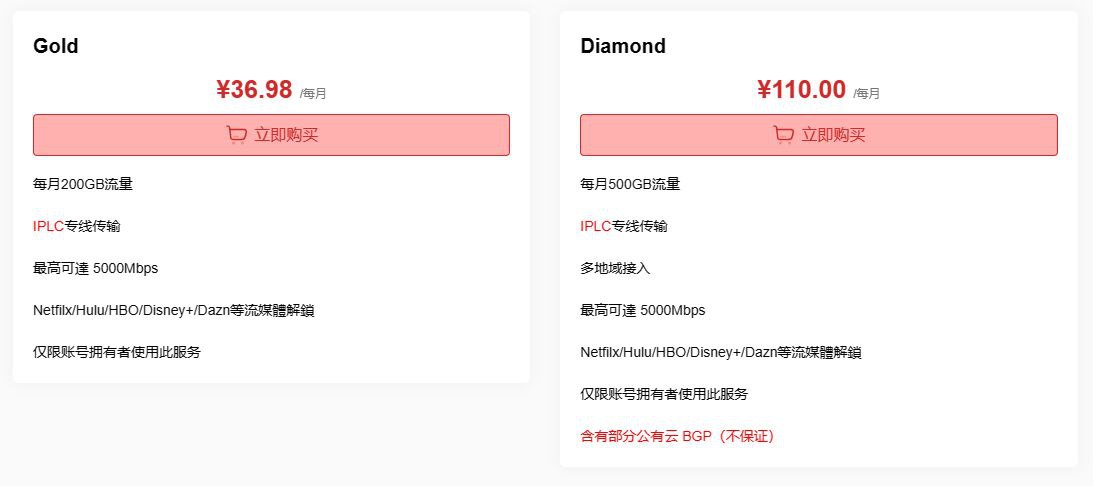 Gold
¥36.98 /每月
立即购买
每月200GB流量
IPLC专线传输
最高可達 5000Mbps
Netfilx/Hulu/HBO/Disney+/Dazn等流媒體解鎖
仅限账号拥有者使用此服务
Diamond
¥110.00 /每月
立即购买
每月500GB流量
IPLC专线传输
多地域接入
最高可達 5000Mbps
Netfilx/Hulu/HBO/Disney+/Dazn等流媒體解鎖
仅限账号拥有者使用此服务
含有部分公有云 BGP（不保证）